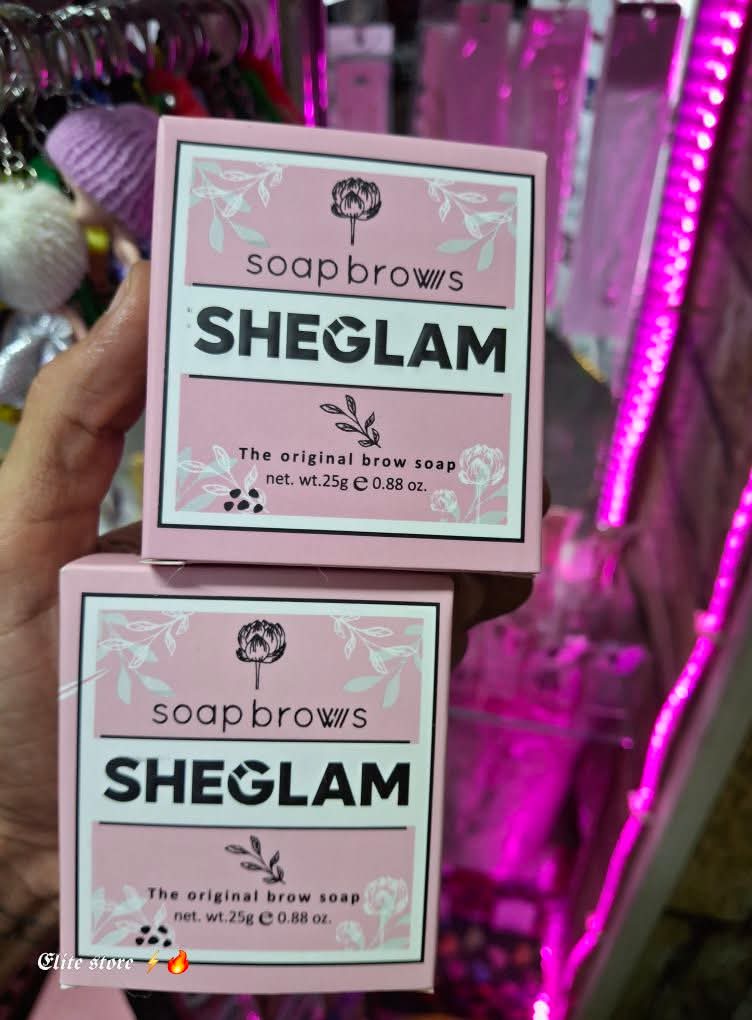 soap brows
SHEGLAM
The original brow soap
net. wt.25g e 0.88 oz.
soap brows
SHEGLAM
The original brow soap
net. wt.25g e 0.88 oz.
Elite store ⚡🔥